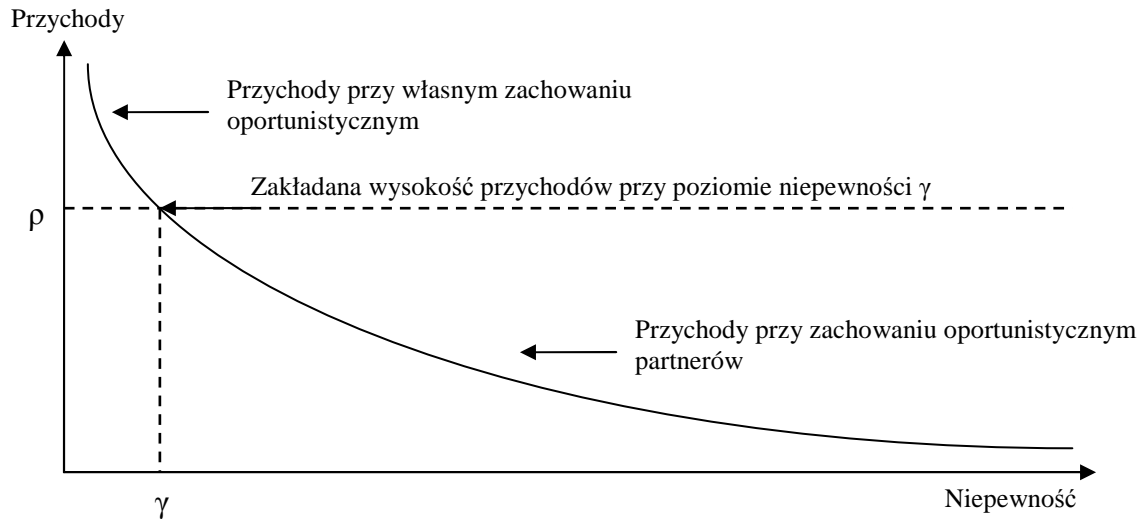 Przychody
Przychody przy własnym zachowaniu
oportunistycznym
Zakładana wysokość przychodów przy poziomie niepewności γ
ρ
Przychody przy zachowaniu oportunistycznym
partnerów
γ
Niepewność